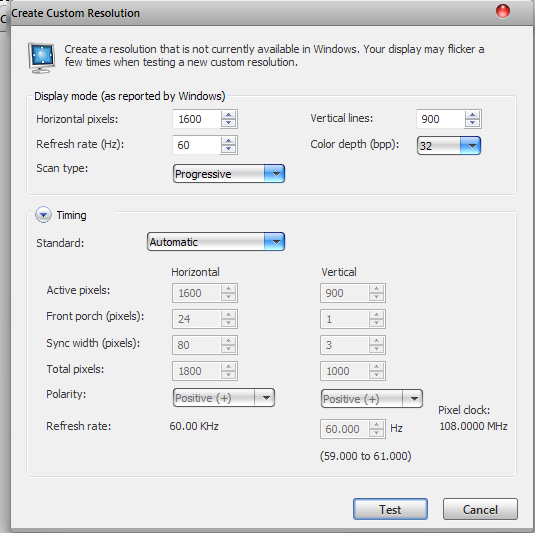 Create Custom Resolution
Create a resolution that is not currently available in Windows. Your display may flicker a
few times when testing a new custom resolution.
Display mode (as reported by Windows)
Horizontal pixels: 1600 Vertical lines: 900
Refresh rate (Hz): 60 Color depth (bpp): 32
Scan type: Progressive
Timing
Standard: Automatic
Horizontal Vertical
Active pixels: 1600 900
Front porch (pixels): 24 1
Sync width (pixels): 80 3
Total pixels: 1800 1000
Polarity: Positive (+) Positive (+)
Pixel clock:
Refresh rate: 60.00 KHz 60.000 Hz 108.0000 MHz
(59.000 to 61.000)
Test Cancel